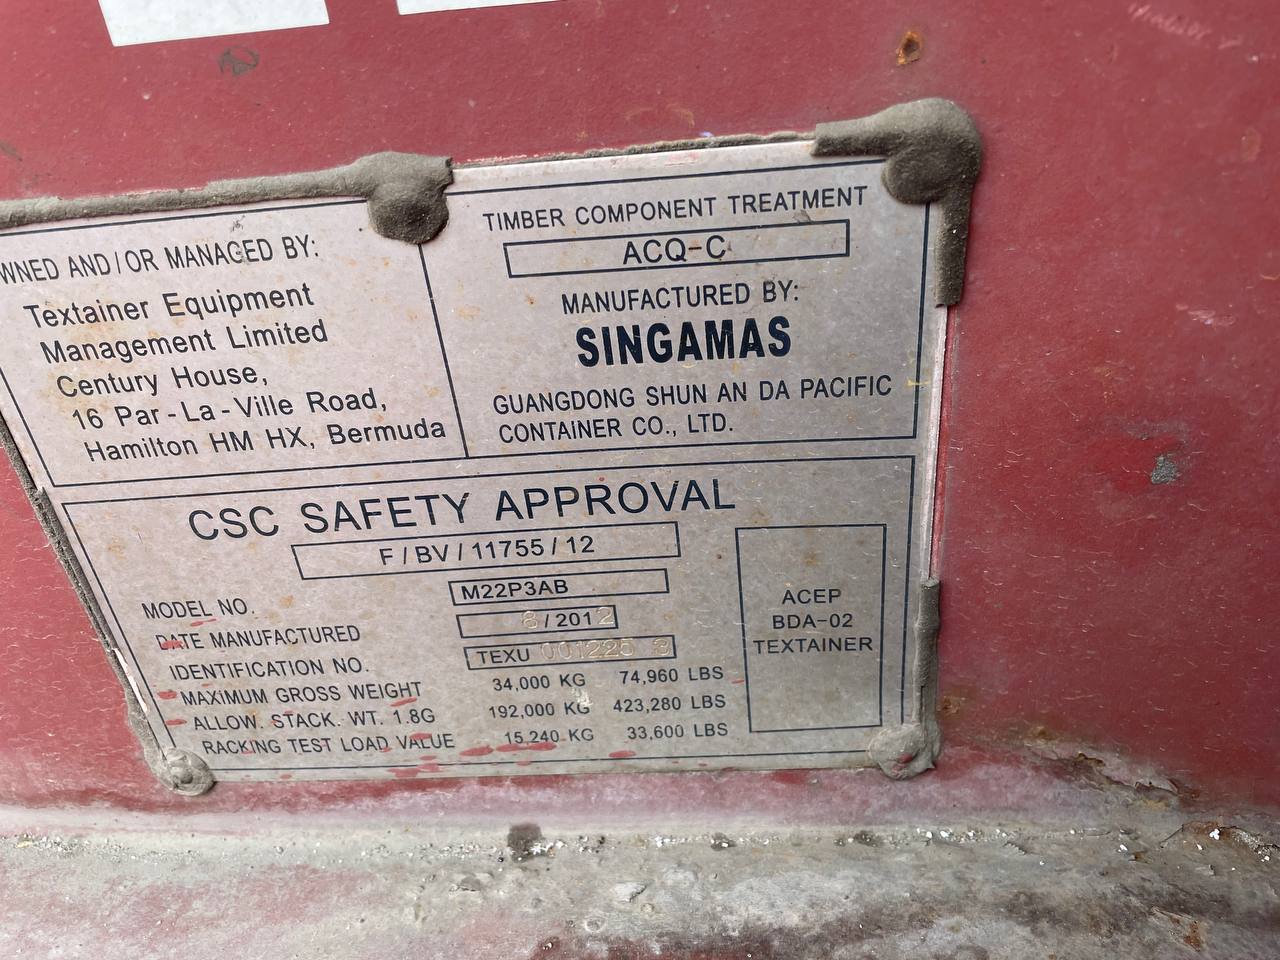 WNED AND/OR MANAGED BY:
Textainer Equipment
Management Limited
Century House,
16 Par-La-Ville Road,
Hamilton HM HX, Bermuda
TIMBER COMPONENT TREATMENT
ACQ-C
MANUFACTURED BY:
SINGAMAS
GUANGDONG SHUN AN DA PACIFIC
CONTAINER CO., LTD.
CSC SAFETY APPROVAL
F/BV/11755/12
MODEL NO. M22P3AB
DATE MANUFACTURED 8/2012
IDENTIFICATION NO. TEXU 001225 3
MAXIMUM GROSS WEIGHT 34,000 KG 74,960 LBS
ALLOW. STACK. WT. 1.8G 192,000 KG 423,280 LBS
RACKING TEST LOAD VALUE 15,240 KG 33,600 LBS
ACEP
BDA-02
TEXTAINER